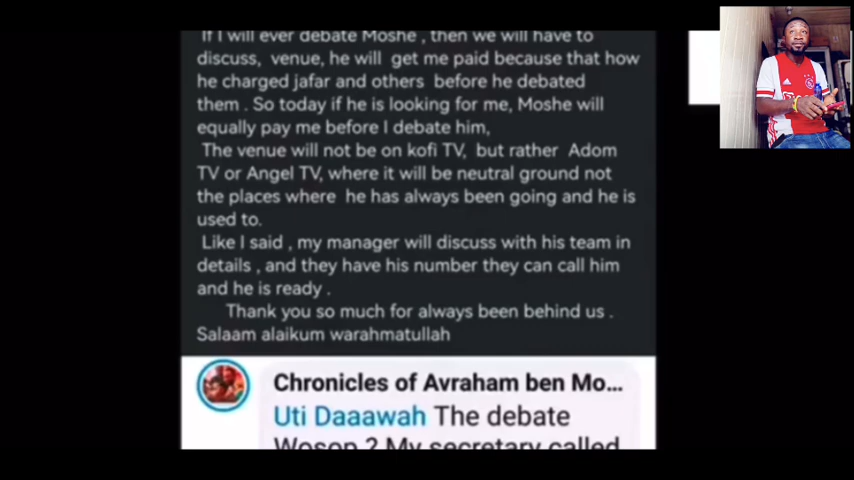 If I will ever debate Moshe , then we will have to
discuss, venue, he will get me paid because that how
he charged jafar and others before he debated
them . So today if he is looking for me, Moshe will
equally pay me before I debate him,
The venue will not be on kofi TV, but rather Adom
TV or Angel TV, where it will be neutral ground not
the places where he has always been going and he is
used to.
Like I said , my manager will discuss with his team in
details , and they have his number they can call him
and he is ready .
Thank you so much for always been behind us .
Salaam alaikum warahmatullah
Chronicles of Avraham ben Mo...
Uti Daaawah The debate
Woson ? My secretary called